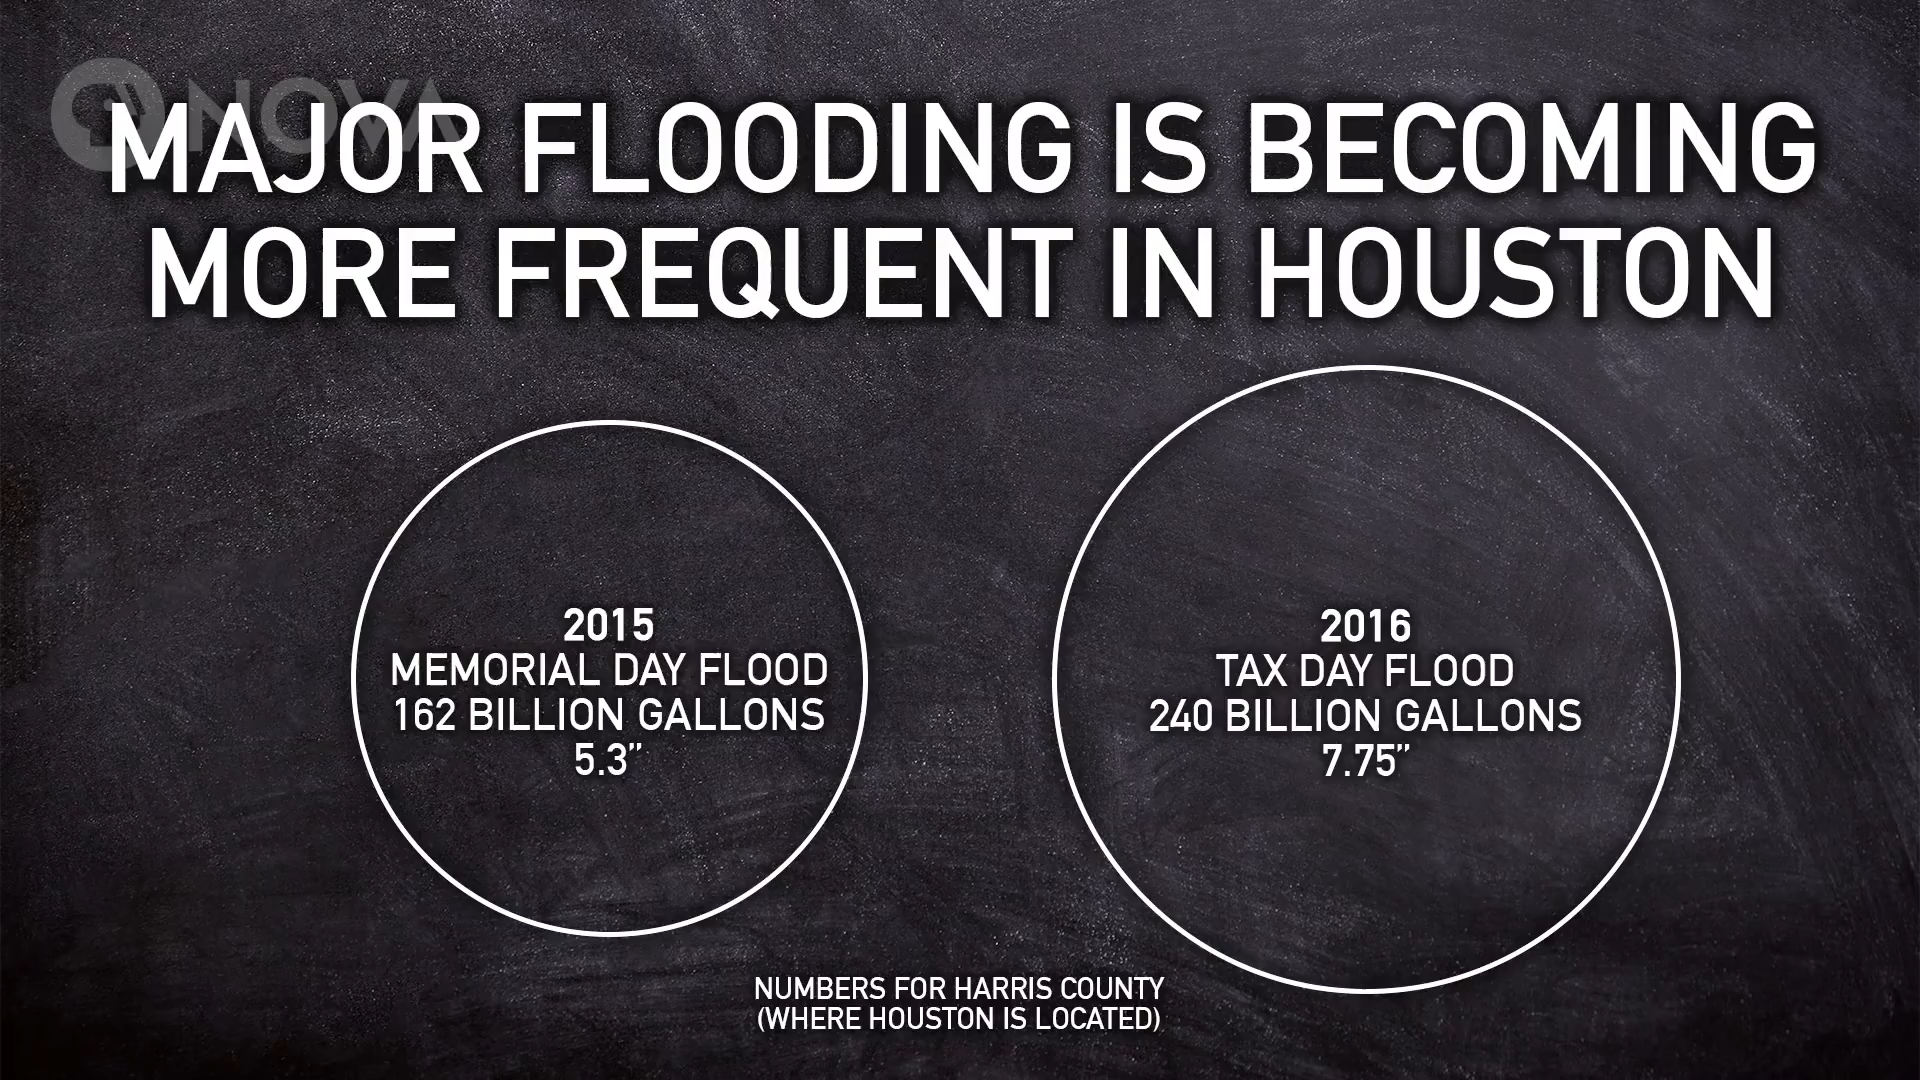 NOVA
MAJOR FLOODING IS BECOMING
MORE FREQUENT IN HOUSTON
2015
MEMORIAL DAY FLOOD
162 BILLION GALLONS
5.3”
2016
TAX DAY FLOOD
240 BILLION GALLONS
7.75”
NUMBERS FOR HARRIS COUNTY
(WHERE HOUSTON IS LOCATED)